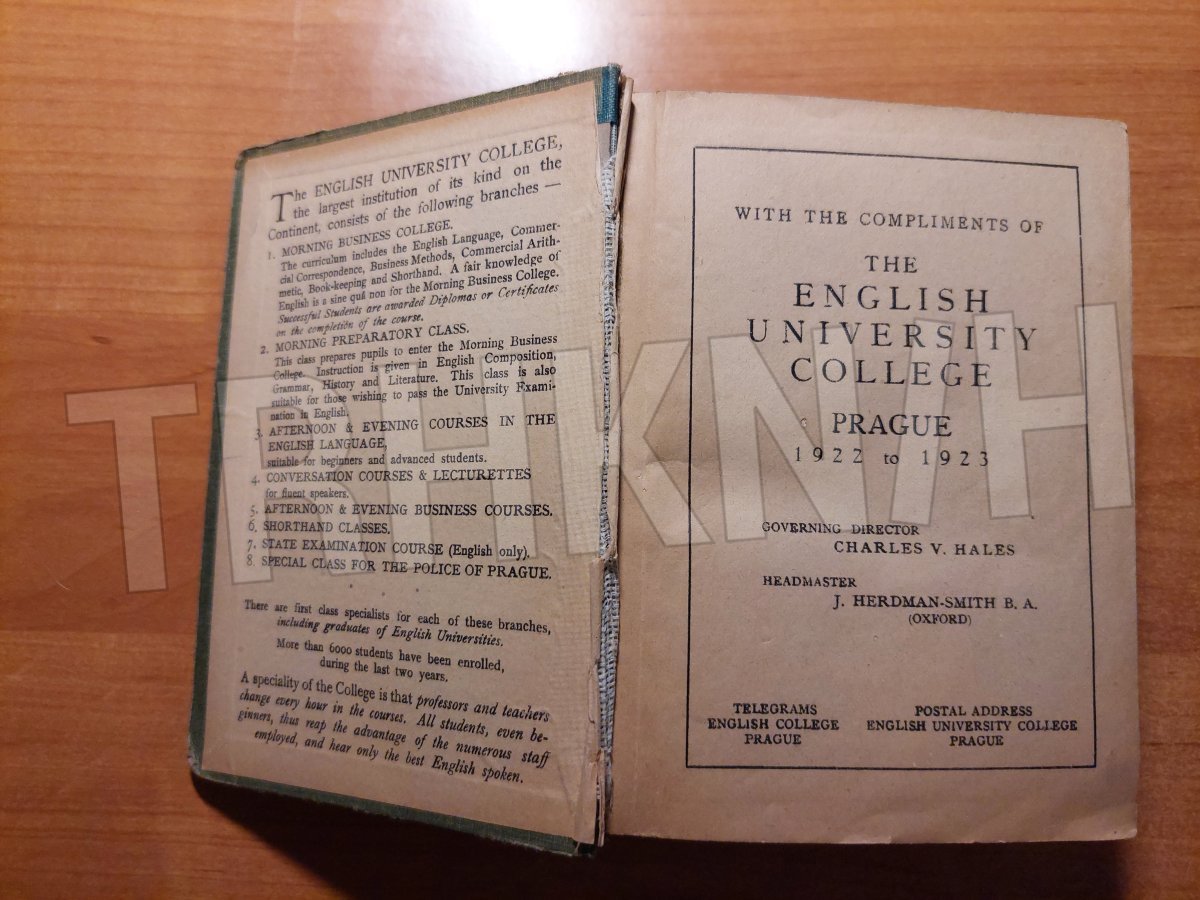 The ENGLISH UNIVERSITY COLLEGE,
the largest institution of its kind on the
Continent, consists of the following branches —
1. MORNING BUSINESS COLLEGE.
The curriculum includes the English Language, Commer-
cial Correspondence, Business Methods, Commercial Arith-
metic, Book-keeping and Shorthand. A fair knowledge of
English is a sine quâ non for the Morning Business College.
Successful Students are awarded Diplomas or Certificates
on the completion of the course.
2. MORNING PREPARATORY CLASS.
This class prepares pupils to enter the Morning Business
College. Instruction is given in English Composition,
Grammar, History and Literature. This class is also
suitable for those wishing to pass the University Exami-
nation in English.
3. AFTERNOON & EVENING COURSES IN THE
ENGLISH LANGUAGE,
suitable for beginners and advanced students.
4. CONVERSATION COURSES & LECTURETTES
for fluent speakers.
5. AFTERNOON & EVENING BUSINESS COURSES.
6. SHORTHAND CLASSES.
7. STATE EXAMINATION COURSE (English only).
8. SPECIAL CLASS FOR THE POLICE OF PRAGUE.
There are first class specialists for each of these branches,
including graduates of English Universities.
More than 6000 students have been enrolled,
during the last two years.
A speciality of the College is that professors and teachers
change every hour in the courses. All students, even be-
ginners, thus reap the advantage of the numerous staff
employed, and hear only the best English spoken.
WITH THE COMPLIMENTS OF
THE
ENGLISH
UNIVERSITY
COLLEGE
PRAGUE
1922 to 1923
GOVERNING DIRECTOR
CHARLES V. HALES
HEADMASTER
J. HERDMAN-SMITH B. A.
(OXFORD)
TELEGRAMS
ENGLISH COLLEGE
PRAGUE
POSTAL ADDRESS
ENGLISH UNIVERSITY COLLEGE
PRAGUE
TRHKNIH